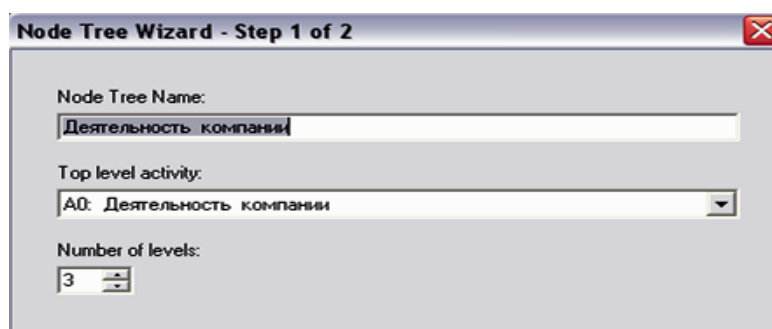 Node Tree Wizard - Step 1 of 2
Node Tree Name:
Деятельность компании
Top level activity:
A0: Деятельность компании
Number of levels:
3